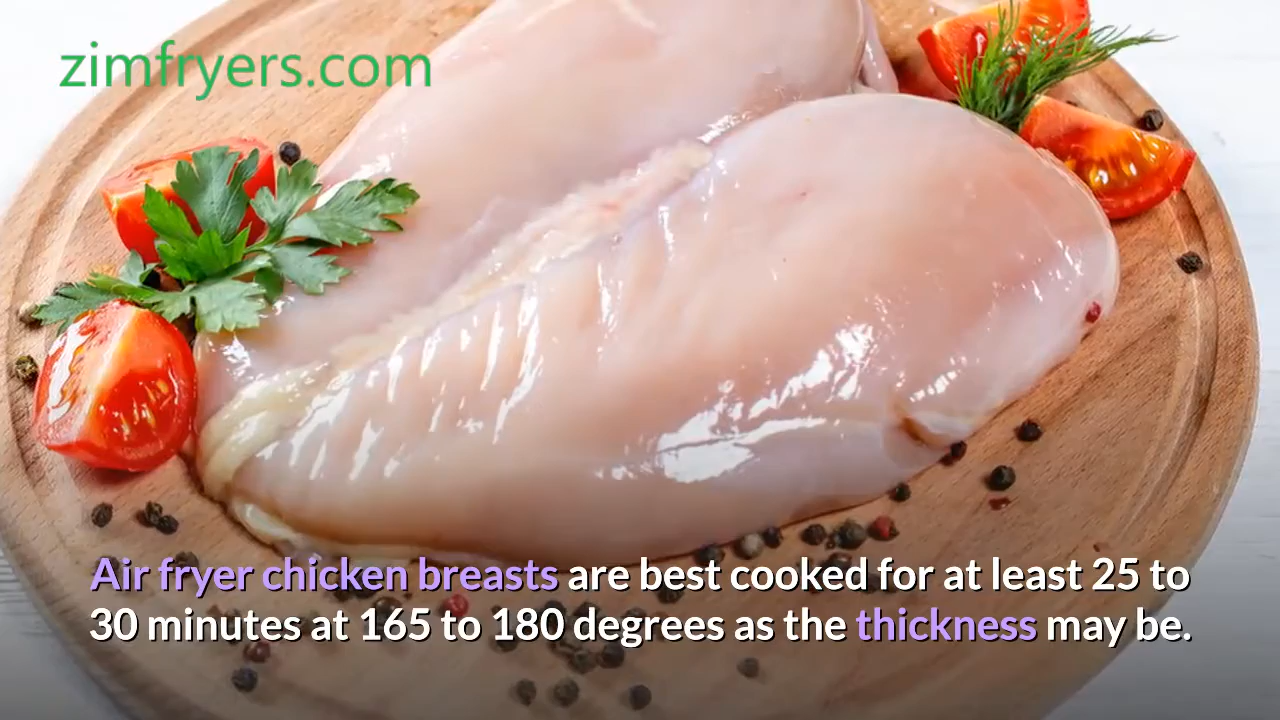 zimfryers.com
Air fryer chicken breasts are best cooked for at least 25 to
30 minutes at 165 to 180 degrees as the thickness may be.